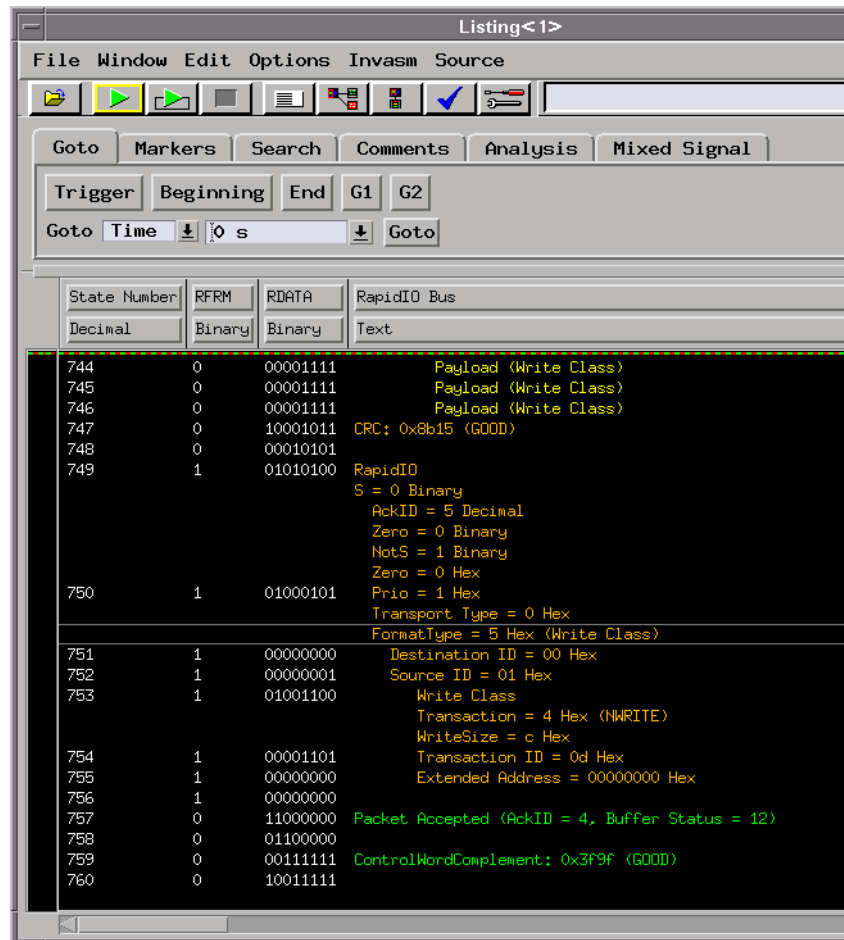 Listing<1>
File Window Edit Options Invasm Source
Goto Markers Search Comments Analysis Mixed Signal
Trigger Beginning End G1 G2
Goto Time 0 s Goto
State Number RFRM RDATA RapidIO Bus
Decimal Binary Binary Text
744 0 00001111 Payload (Write Class)
745 0 00001111 Payload (Write Class)
746 0 00001111 Payload (Write Class)
747 0 10001011 CRC: 0x8b15 (GOOD)
748 0 00010101
749 1 01010100 RapidIO
S = 0 Binary
AckID = 5 Decimal
Zero = 0 Binary
NotS = 1 Binary
Zero = 0 Hex
750 1 01000101 Prio = 1 Hex
Transport Type = 0 Hex
FormatType = 5 Hex (Write Class)
751 1 00000000 Destination ID = 00 Hex
752 1 00000001 Source ID = 01 Hex
753 1 01001100 Write Class
Transaction = 4 Hex (NWRITE)
WriteSize = c Hex
754 1 00001101 Transaction ID = 0d Hex
755 1 00000000 Extended Address = 00000000 Hex
756 1 00000000
757 0 11000000 Packet Accepted (AckID = 4, Buffer Status = 12)
758 0 01100000
759 0 00111111 ControlWordComplement: 0x3f9f (GOOD)
760 0 10011111